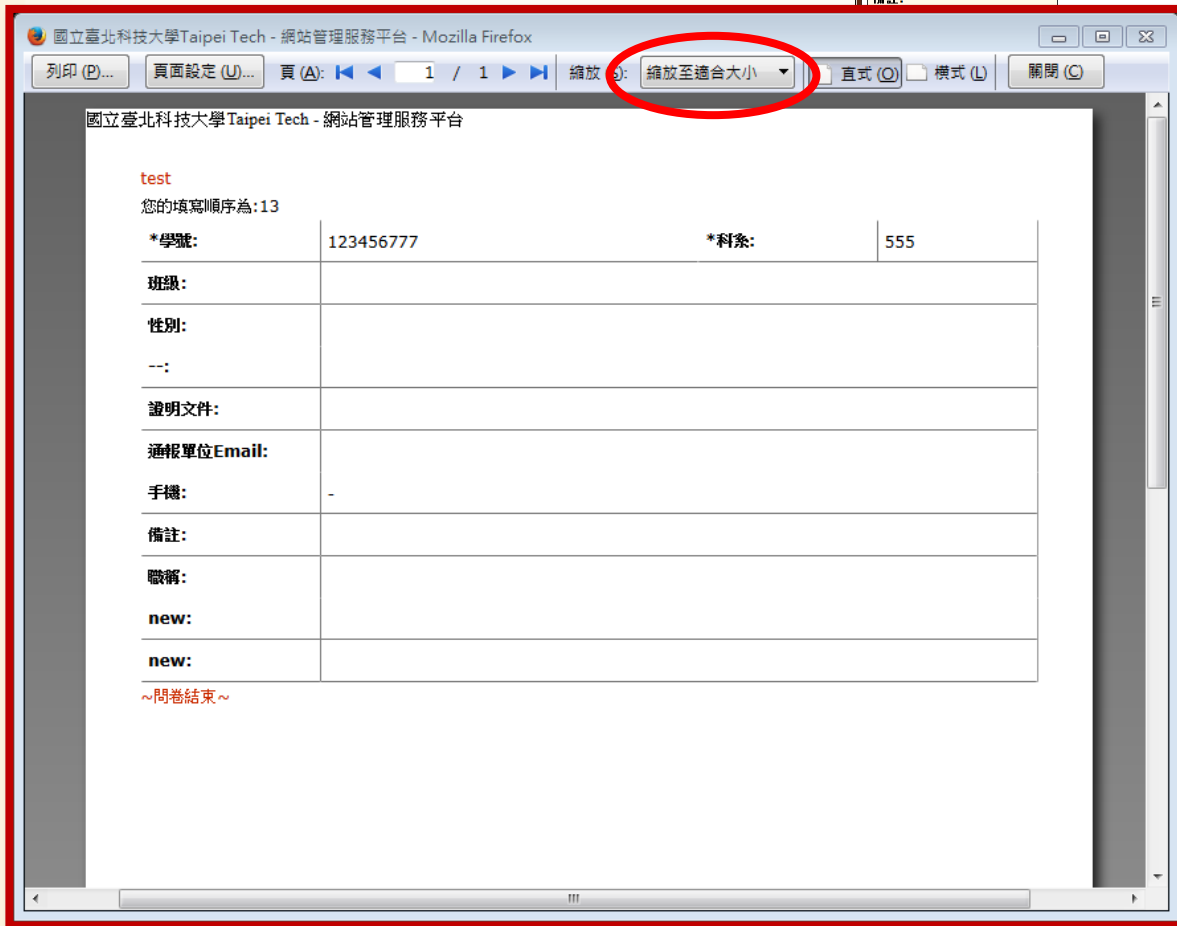 備註:
國立臺北科技大學Taipei Tech - 網站管理服務平台 - Mozilla Firefox
列印 (P)... 頁面設定 (U)... 頁 (A): 1 / 1 縮放 (S): 縮放至適合大小 直式 (O) 橫式 (L) 關閉 (C)
國立臺北科技大學Taipei Tech - 網站管理服務平台
test
您的填寫順序為:13
*學號: 123456777 *科系: 555
班級:
性別:
--:
證明文件:
通報單位Email:
手機: -
備註:
職稱:
new:
new:
~問卷結束~